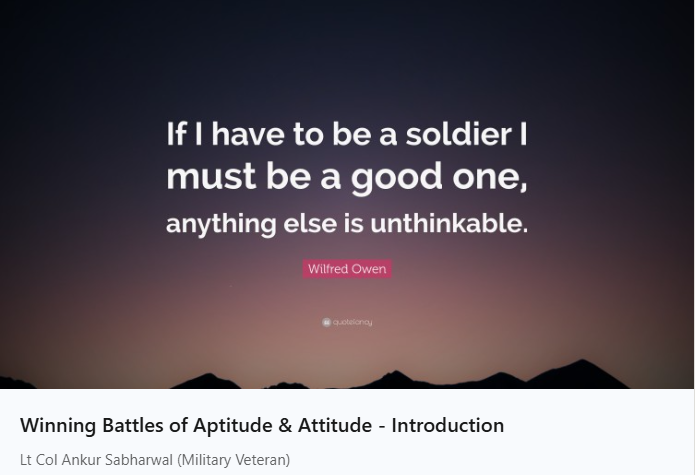 If I have to be a soldier I
must be a good one,
anything else is unthinkable.
Wilfred Owen
quotefancy
Winning Battles of Aptitude & Attitude - Introduction
Lt Col Ankur Sabharwal (Military Veteran)